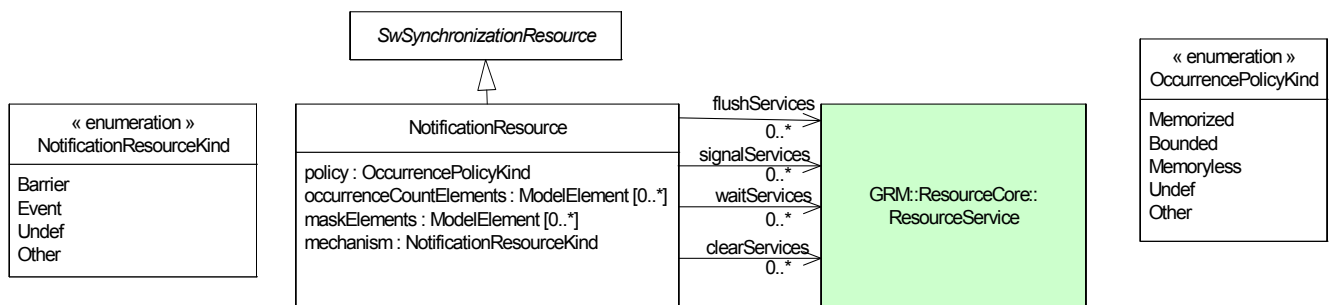 SwSynchronizationResource
« enumeration »
NotificationResourceKind
Barrier
Event
Undef
Other
NotificationResource
policy : OccurrencePolicyKind
occurrenceCountElements : ModelElement [0..*]
maskElements : ModelElement [0..*]
mechanism : NotificationResourceKind
flushServices
0..*
signalServices
0..*
waitServices
0..*
clearServices
0..*
GRM::ResourceCore::
ResourceService
« enumeration »
OccurrencePolicyKind
Memorized
Bounded
Memoryless
Undef
Other